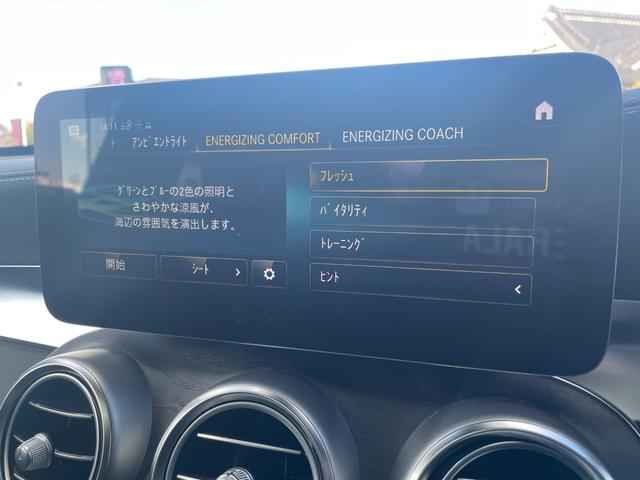 14:11
ト アンビエントライト ENERGIZING COMFORT ENERGIZING COACH
グリーンとブルーの2色の照明と
さわやかな涼風が、
海辺の雰囲気を演出します。
開始
シート
フレッシュ
バイタリティ
トレーニング
ヒント